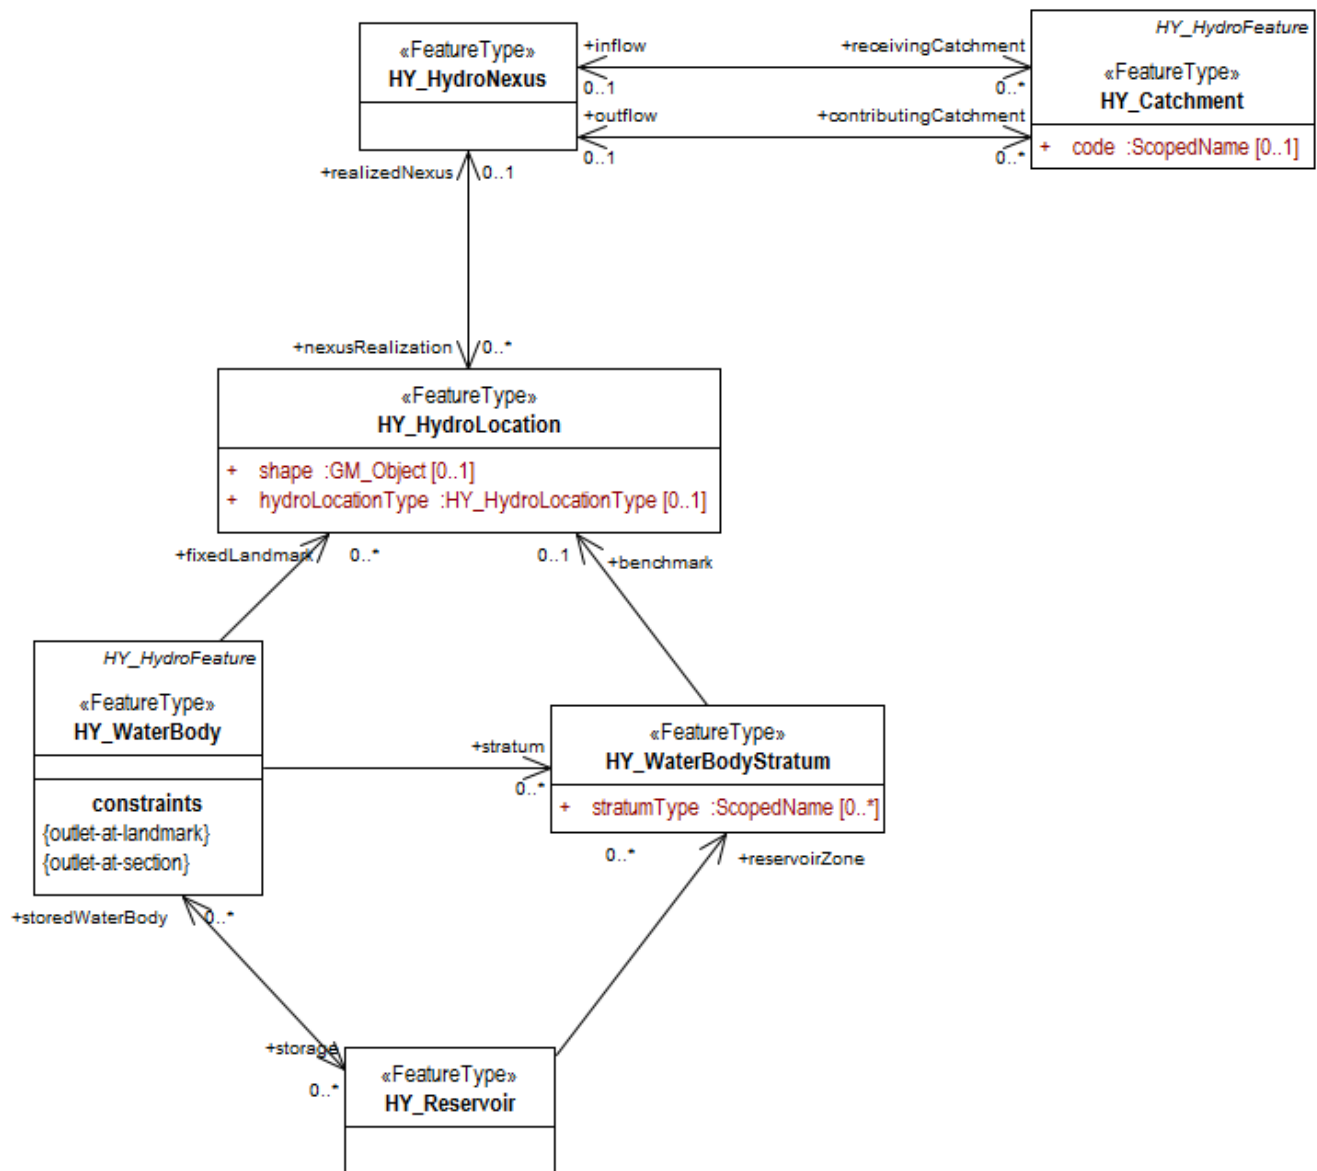 HY_HydroFeature
«FeatureType»
HY_HydroNexus
+inflow
0..1
+receivingCatchment
0..*
«FeatureType»
HY_Catchment
+outflow
0..1
+contributingCatchment
0..*
+ code :ScopedName [0..1]
+realizedNexus
0..1
+nexusRealization
0..*
«FeatureType»
HY_HydroLocation
+ shape :GM_Object [0..1]
+ hydroLocationType :HY_HydroLocationType [0..1]
+fixedLandmark
0..*
0..1
+benchmark
HY_HydroFeature
«FeatureType»
HY_WaterBody
constraints
{outlet-at-landmark}
{outlet-at-section}
+stratum
0..*
«FeatureType»
HY_WaterBodyStratum
+ stratumType :ScopedName [0..*]
0..*
+reservoirZone
+storedWaterBody
0..*
+storage
0..*
«FeatureType»
HY_Reservoir